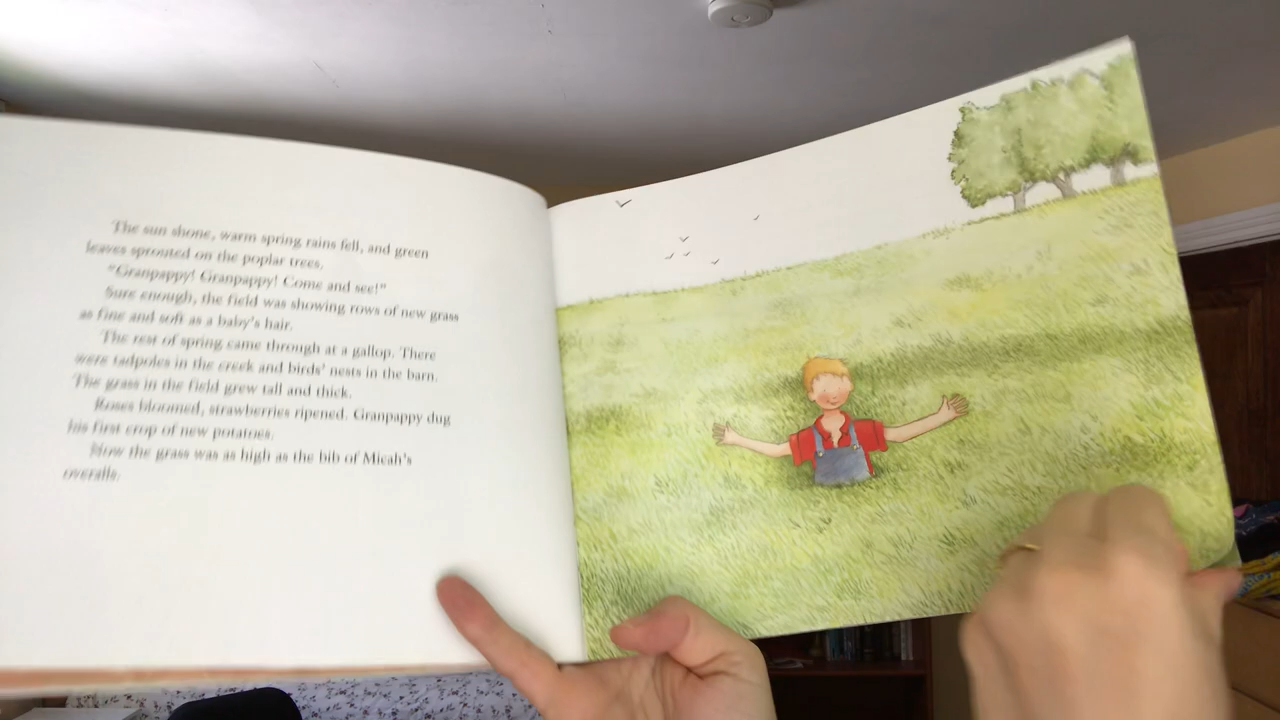 The sun shone, warm spring rains fell, and green
leaves sprouted on the poplar trees.
"Granpappy! Granpappy! Come and see!"
Sure enough, the field was showing rows of new grass
as fine and soft as a baby's hair.
The rest of spring came through at a gallop. There
were tadpoles in the creek and birds' nests in the barn.
The grass in the field grew tall and thick.
Roses bloomed, strawberries ripened. Granpappy dug
his first crop of new potatoes.
Now the grass was as high as the bib of Micah's
overalls.